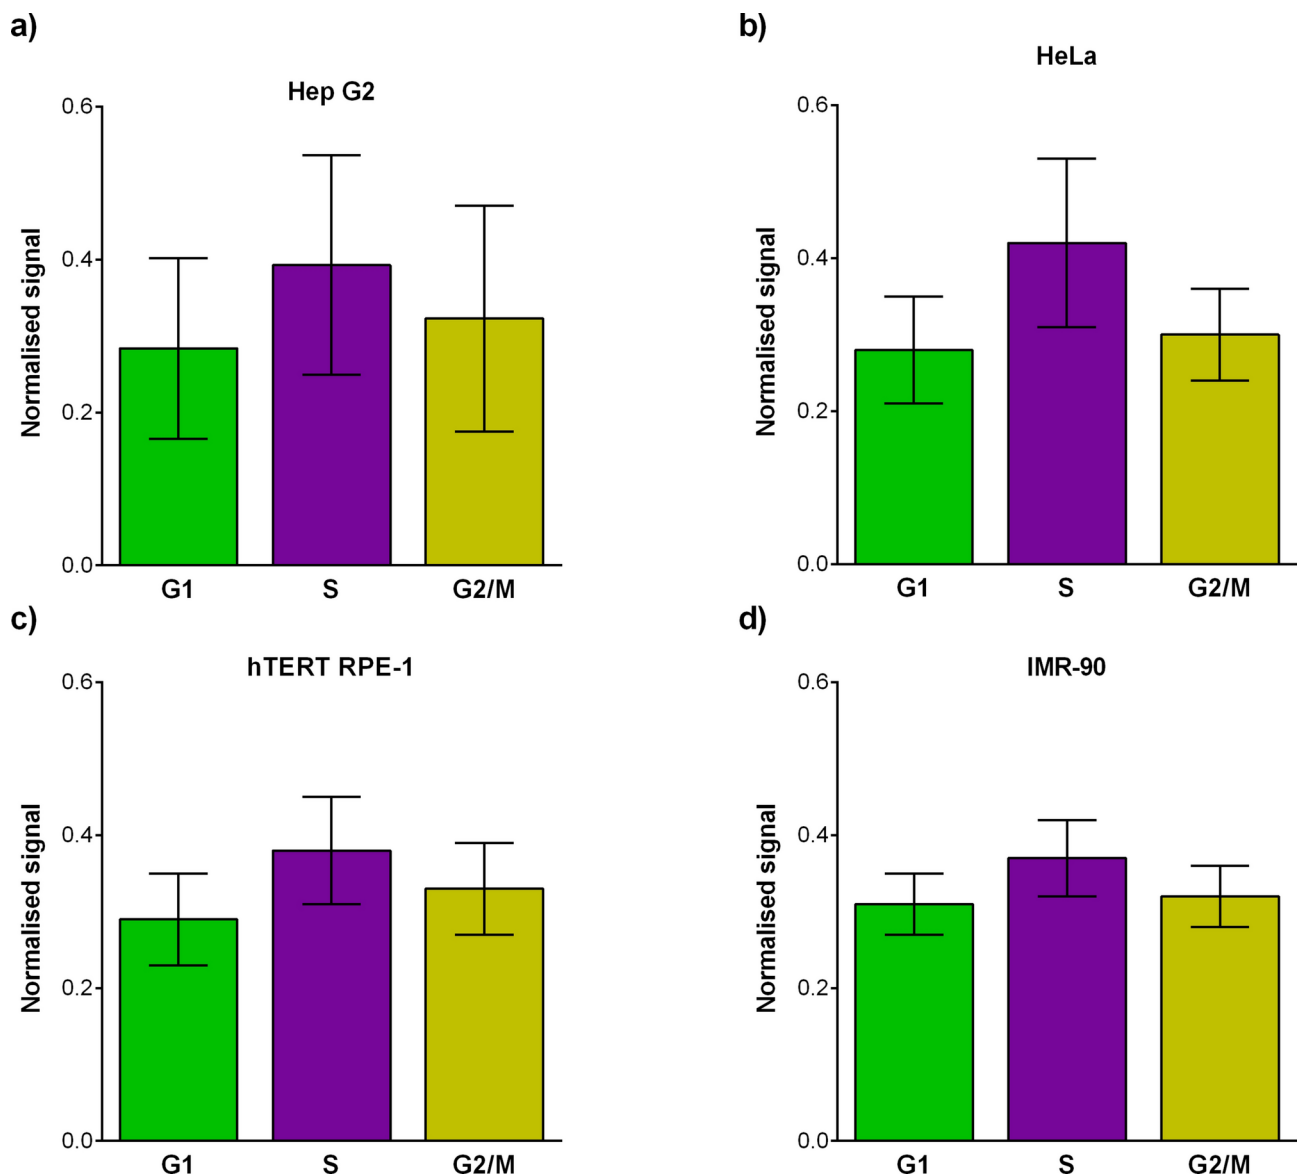 a)
Hep G2
Normalised signal
0.6
0.4
0.2
0.0
G1 S G2/M
b)
HeLa
Normalised signal
0.6
0.4
0.2
0.0
G1 S G2/M
c)
hTERT RPE-1
Normalised signal
0.6
0.4
0.2
0.0
G1 S G2/M
d)
IMR-90
Normalised signal
0.6
0.4
0.2
0.0
G1 S G2/M